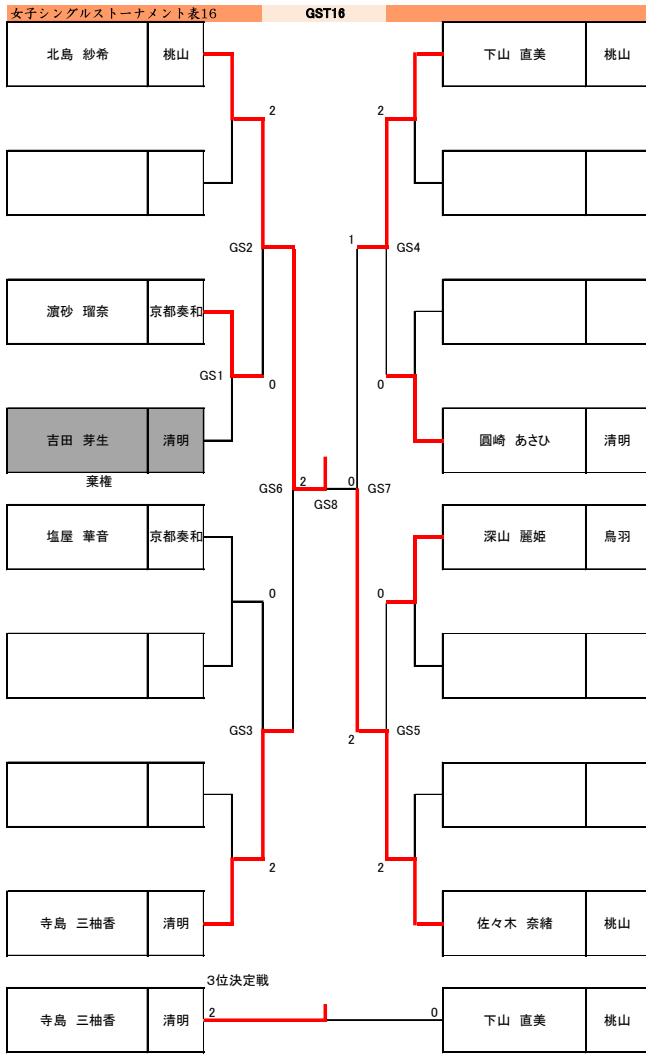 女子シングルストーナメント表16 GST16
北島 紗希 桃山 下山 直美 桃山
2 2
GS2 1 GS4
濵砂 瑠奈 京都奏和
GS1 0 0
吉田 芽生 清明 圓崎 あさひ 清明
棄権
GS6 2 0 GS7
GS8
塩屋 華音 京都奏和 深山 麗姫 鳥羽
0 0
GS3 2 GS5
2 2
寺島 三柚香 清明 佐々木 奈緒 桃山
3位決定戦
寺島 三柚香 清明 2 0 下山 直美 桃山